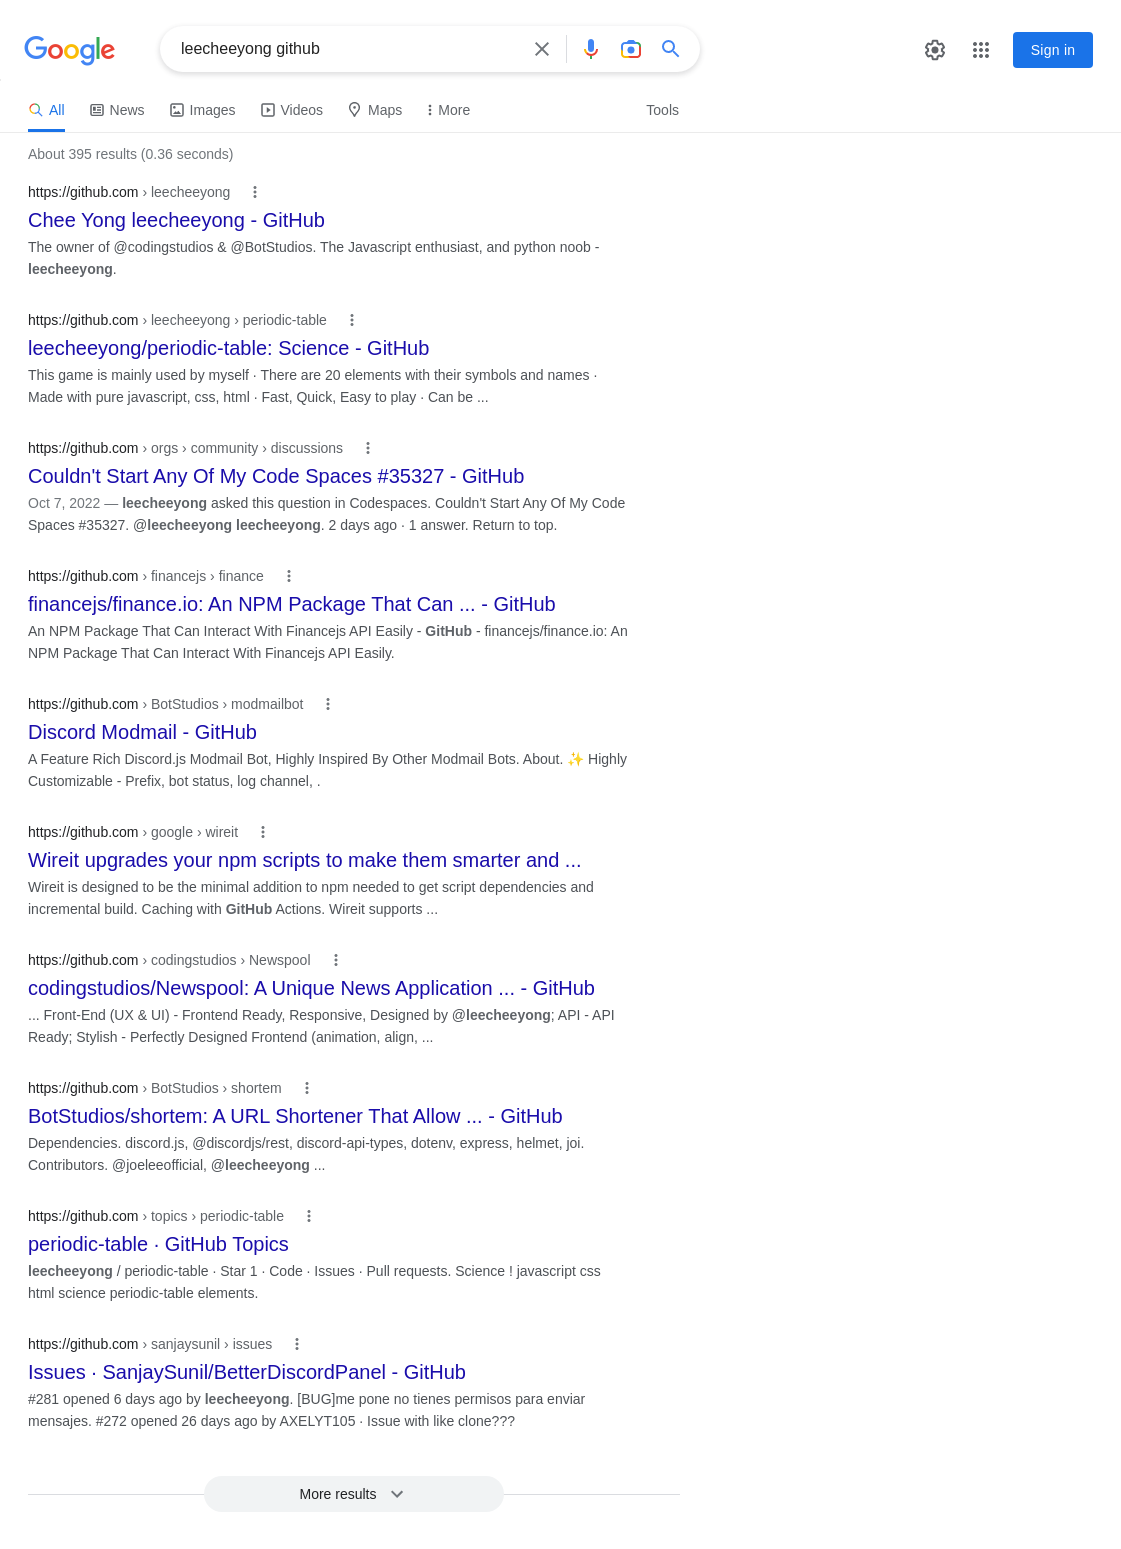 Google
leecheeyong github
Sign in
All
News
Images
Videos
Maps
More
Tools
About 395 results (0.36 seconds)
https://github.com › leecheeyong
Chee Yong leecheeyong - GitHub
The owner of @codingstudios & @BotStudios. The Javascript enthusiast, and python noob -
leecheeyong.
https://github.com › leecheeyong › periodic-table
leecheeyong/periodic-table: Science - GitHub
This game is mainly used by myself · There are 20 elements with their symbols and names ·
Made with pure javascript, css, html · Fast, Quick, Easy to play · Can be ...
https://github.com › orgs › community › discussions
Couldn't Start Any Of My Code Spaces #35327 - GitHub
Oct 7, 2022 — leecheeyong asked this question in Codespaces. Couldn't Start Any Of My Code
Spaces #35327. @leecheeyong leecheeyong. 2 days ago · 1 answer. Return to top.
https://github.com › financejs › finance
financejs/finance.io: An NPM Package That Can ... - GitHub
An NPM Package That Can Interact With Financejs API Easily - GitHub - financejs/finance.io: An
NPM Package That Can Interact With Financejs API Easily.
https://github.com › BotStudios › modmailbot
Discord Modmail - GitHub
A Feature Rich Discord.js Modmail Bot, Highly Inspired By Other Modmail Bots. About. ✨ Highly
Customizable - Prefix, bot status, log channel, .
https://github.com › google › wireit
Wireit upgrades your npm scripts to make them smarter and ...
Wireit is designed to be the minimal addition to npm needed to get script dependencies and
incremental build. Caching with GitHub Actions. Wireit supports ...
https://github.com › codingstudios › Newspool
codingstudios/Newspool: A Unique News Application ... - GitHub
... Front-End (UX & UI) - Frontend Ready, Responsive, Designed by @leecheeyong; API - API
Ready; Stylish - Perfectly Designed Frontend (animation, align, ...
https://github.com › BotStudios › shortem
BotStudios/shortem: A URL Shortener That Allow ... - GitHub
Dependencies. discord.js, @discordjs/rest, discord-api-types, dotenv, express, helmet, joi.
Contributors. @joeleeofficial, @leecheeyong ...
https://github.com › topics › periodic-table
periodic-table · GitHub Topics
leecheeyong / periodic-table · Star 1 · Code · Issues · Pull requests. Science ! javascript css
html science periodic-table elements.
https://github.com › sanjaysunil › issues
Issues · SanjaySunil/BetterDiscordPanel - GitHub
#281 opened 6 days ago by leecheeyong. [BUG]me pone no tienes permisos para enviar
mensajes. #272 opened 26 days ago by AXELYT105 · Issue with like clone???
More results